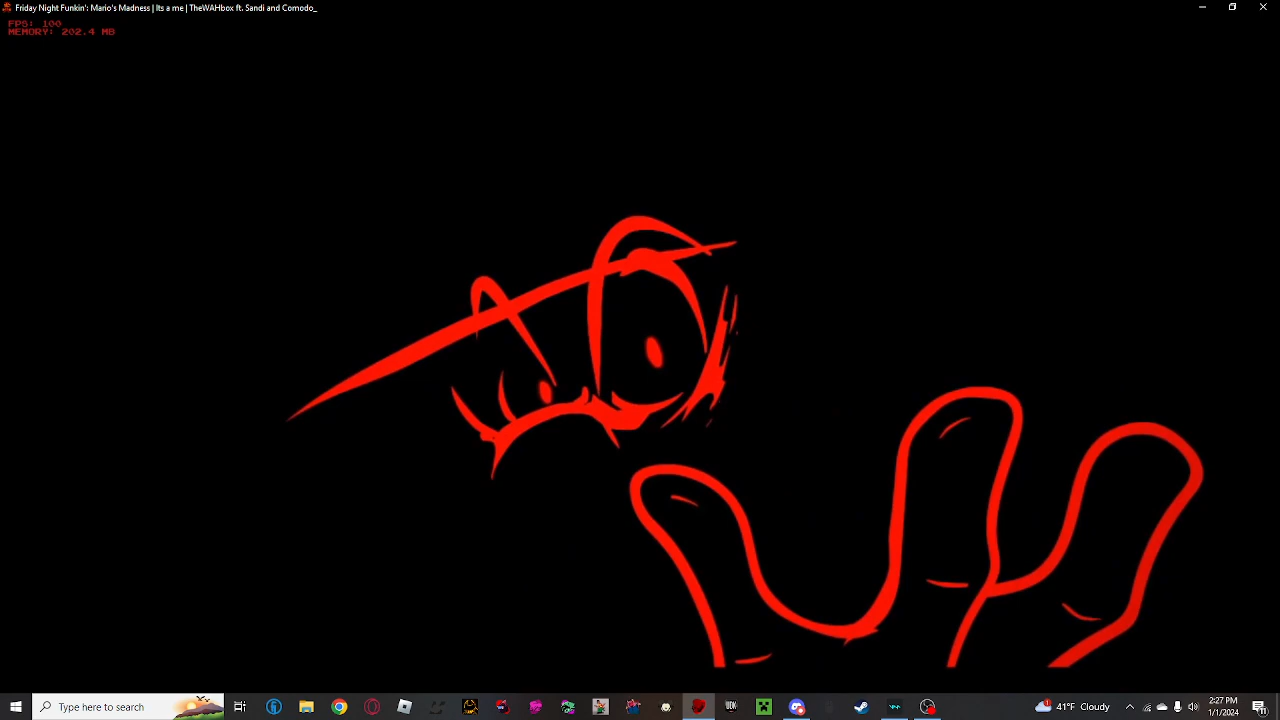 Friday Night Funkin': Mario's Madness | Its a me | TheWAHbox ft. Sandi and Comodo_
FPS: 100
MEMORY: 202.4 MB
Type here to search
41°F Cloudy
2:27 PM
1/1/2024